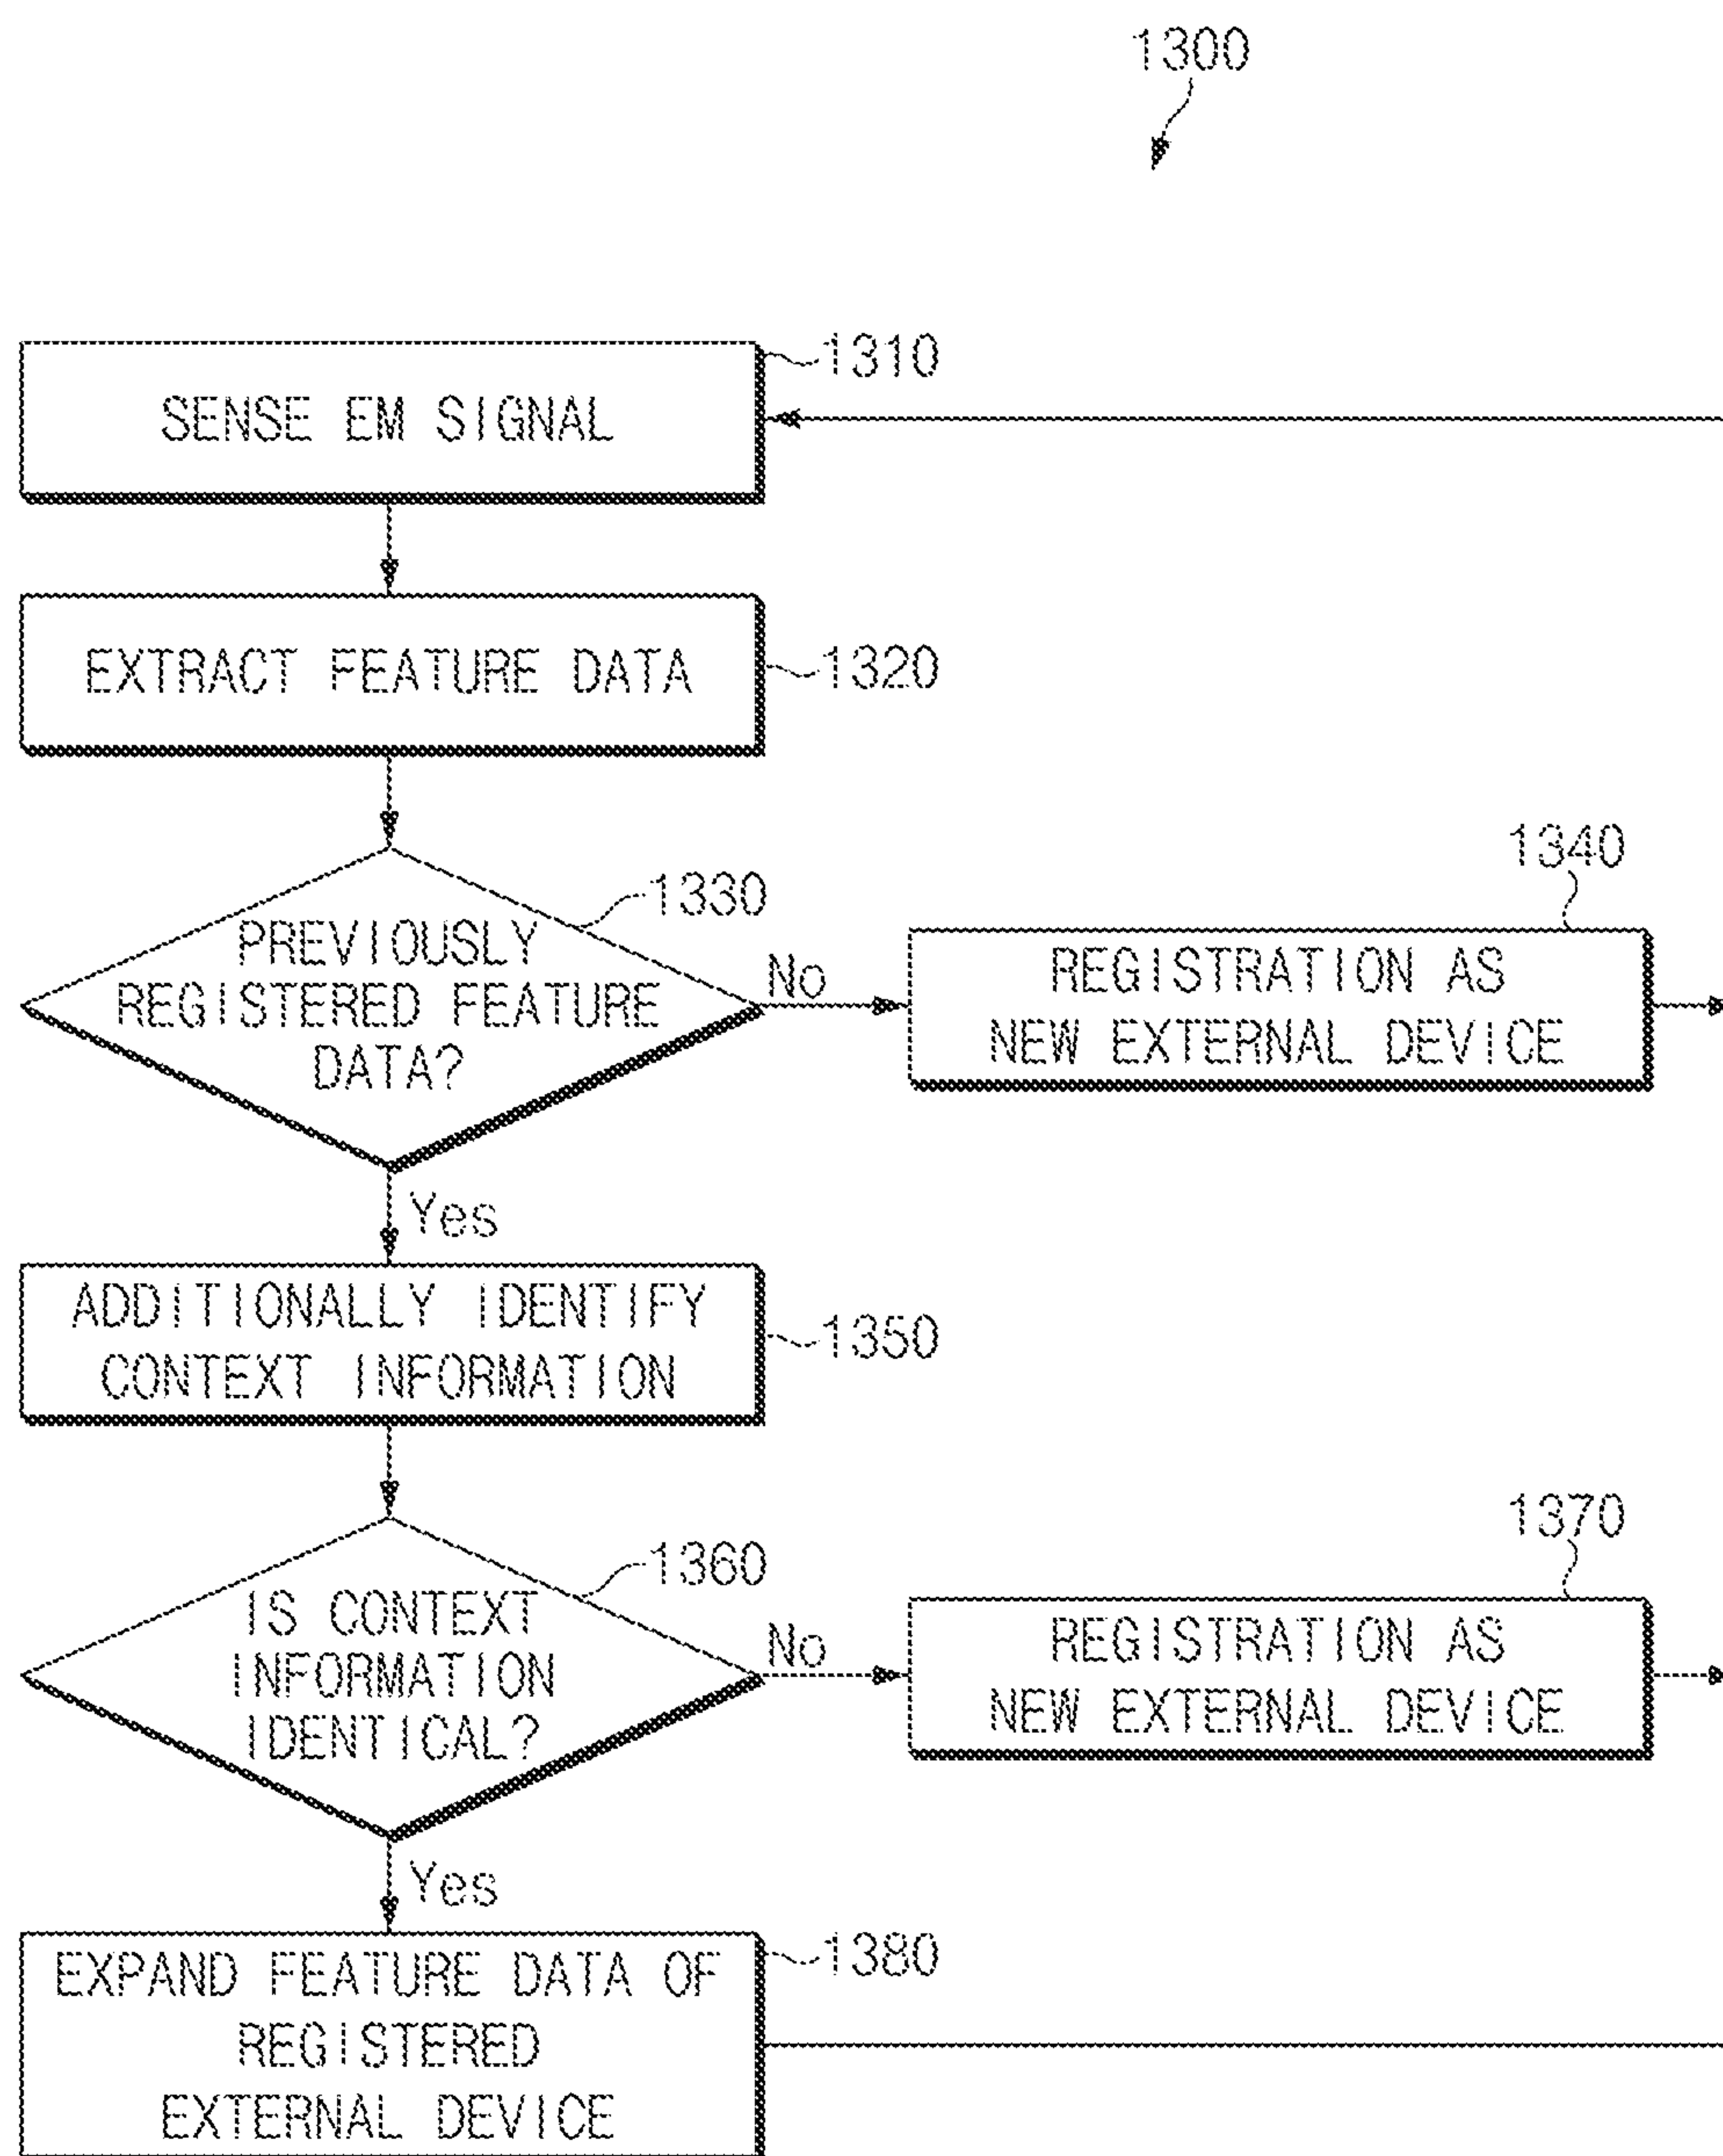 1300
1310
SENSE EM SIGNAL
EXTRACT FEATURE DATA
1320
1330
PREVIOUSLY
REGISTERED FEATURE
DATA?
No
1340
REGISTRATION AS
NEW EXTERNAL DEVICE
Yes
ADDITIONALLY IDENTIFY
CONTEXT INFORMATION
1350
1360
IS CONTEXT
INFORMATION
IDENTICAL?
No
1370
REGISTRATION AS
NEW EXTERNAL DEVICE
Yes
1380
EXPAND FEATURE DATA OF
REGISTERED
EXTERNAL DEVICE